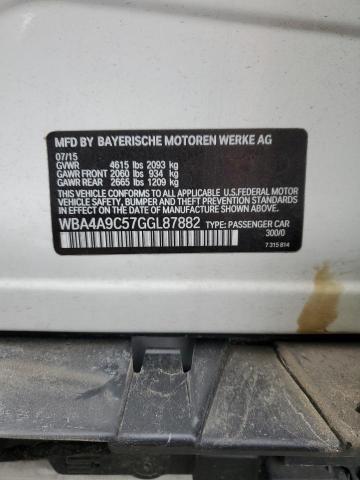 MFD BY BAYERISCHE MOTOREN WERKE AG
07/15
GVWR 4615 lbs 2093 kg
GAWR FRONT 2060 lbs 934 kg
GAWR REAR 2665 lbs 1209 kg
THIS VEHICLE CONFORMS TO ALL APPLICABLE U.S.FEDERAL MOTOR
VEHICLE SAFETY, BUMPER AND THEFT PREVENTION STANDARDS
IN EFFECT ON THE DATE OF MANUFACTURE SHOWN ABOVE.
WBA4A9C57GGL87882 TYPE: PASSENGER CAR
300/0
7 315 814